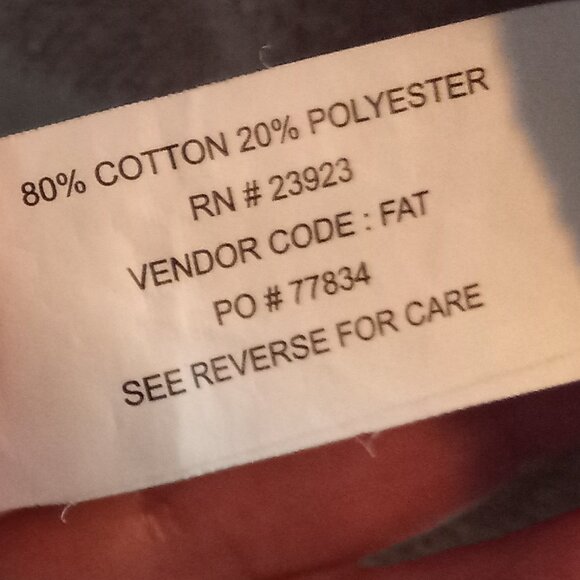 80% COTTON 20% POLYESTER
RN # 23923
VENDOR CODE : FAT
PO # 77834
SEE REVERSE FOR CARE